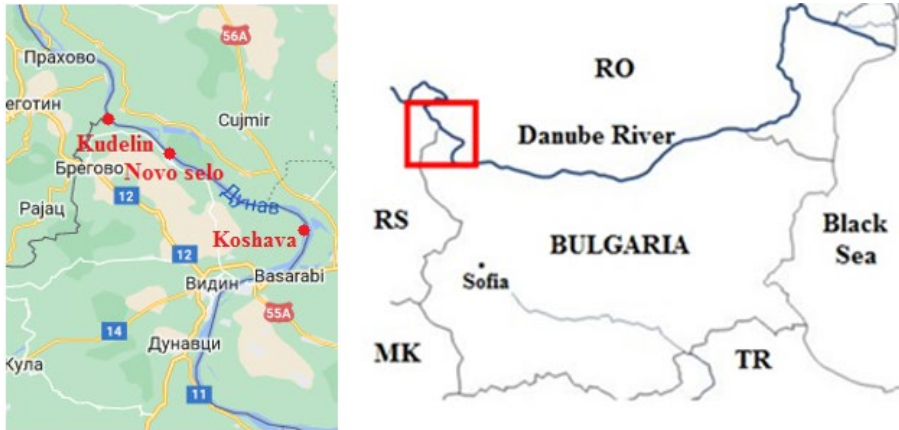 56A
Прахово
еготин
Cujmir
Kudelin
Брегово
Novo selo
12
Дунав
Рајац
Koshava
12
Видин
Basarabi
55A
14
Дунавци
Кула
11
RO
Danube River
RS
BULGARIA
Black
Sea
Sofia
MK
TR